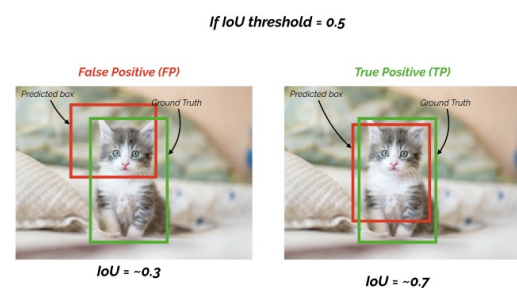 If IoU threshold = 0.5
False Positive (FP)
Predicted box
Ground Truth
IoU = ~0.3
True Positive (TP)
Predicted box
Ground Truth
IoU = ~0.7